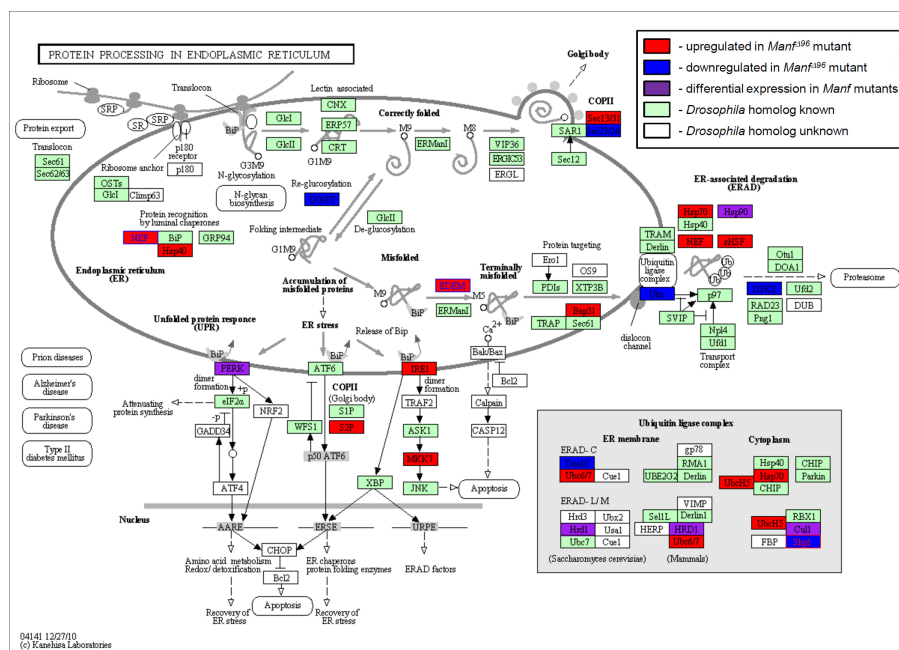 PROTEIN PROCESSING IN ENDOPLASMIC RETICULUM
- upregulated in ManfΔ96 mutant
- downregulated in ManfΔ96 mutant
- differential expression in Manf mutants
- Drosophila homolog known
- Drosophila homolog unknown
Ribosome
SRP
SR
SRP
Protein export
Translocon
Sec61
Sec62/63
p180
receptor
Ribosome anchor
p180
OSTs
GlcI
Climp63
Translocon
BiP
G3M9
N-glycosylation
N-glycan
biosynthesis
GlcI
GlcII
Lectin associated
CNX
ERP57
CRT
G1M9
Re-glucosylation
UGGT
Correctly folded
M9
ERManI
M8
VIP36
ERGIC53
ERGL
Golgi body
COPII
Sec13/31
Sec23/24
SAR1
Sec12
Protein recognition
by luminal chaperones
NEF
BiP
GRP94
Hsp40
Endoplasmic reticulum
(ER)
GlcII
De-glucosylation
Folding intermediate
G1M9
Misfolded
Accumulation of
misfolded proteins
M9
BiP
EDEM
ERManI
M5
Terminally
misfolded
BiP
Protein targeting
Ero1
OS9
PDIs
XTP3B
Bap31
TRAP
Sec61
ER-associated degradation
(ERAD)
Hsp70
Hsp90
Hsp40
NEF
sHSF
TRAM
Derlin
Ubiquitin
ligase
complex
Ub
Ub
Ub
Ubx
p97
SVIP
Npl4
Ufd1
Transport
complex
dislocon
channel
Otu1
DOA1
Ufd2
RAD23
DUB
Png1
Proteasome
Unfolded protein responce
(UPR)
ER stress
Release of Bip
BiP
PERK
dimer
formation
+p
eIF2α
Attenuating
protein synthesis
-p
GADD34
NRF2
ATF4
BiP
ATF6
COPII
(Golgi body)
S1P
S2P
WFS1
p50 ATF6
BiP
IRE1
dimer
formation
TRAF2
ASK1
MKK7
JNK
XBP
Ca2+
Bak/Bax
Bcl2
Calpain
CASP12
Apoptosis
Prion diseases
Alzheimer's
disease
Parkinson's
disease
Type II
diabetes mellitus
Nucleus
AARE
ERSE
URPE
CHOP
Bcl2
Apoptosis
Amino acid metabolism
Redox/ detoxification
Recovery of
ER stress
ER chaperons
protein folding enzymes
Recovery of
ER stress
ERAD factors
Ubiquitin ligase complex
ER membrane
Cytoplasm
ERAD- C
Doa10
Ubc6/7
Cue1
gp78
RMA1
UBE2G2
Derlin
UbcH5
Hsp40
Hsp70
CHIP
CHIP
Parkin
ERAD- L/ M
Hrd3
Ubx2
Hrd1
Usa1
Ubc7
Cue1
(Saccharomyces cerevisiae)
VIMP
Sel1L
Derlin1
HERP
HRD1
Ubc6/7
(Mammals)
UbcH5
RBX1
Cul1
FBP
Skp1
04141 12/27/10
(c) Kanehisa Laboratories